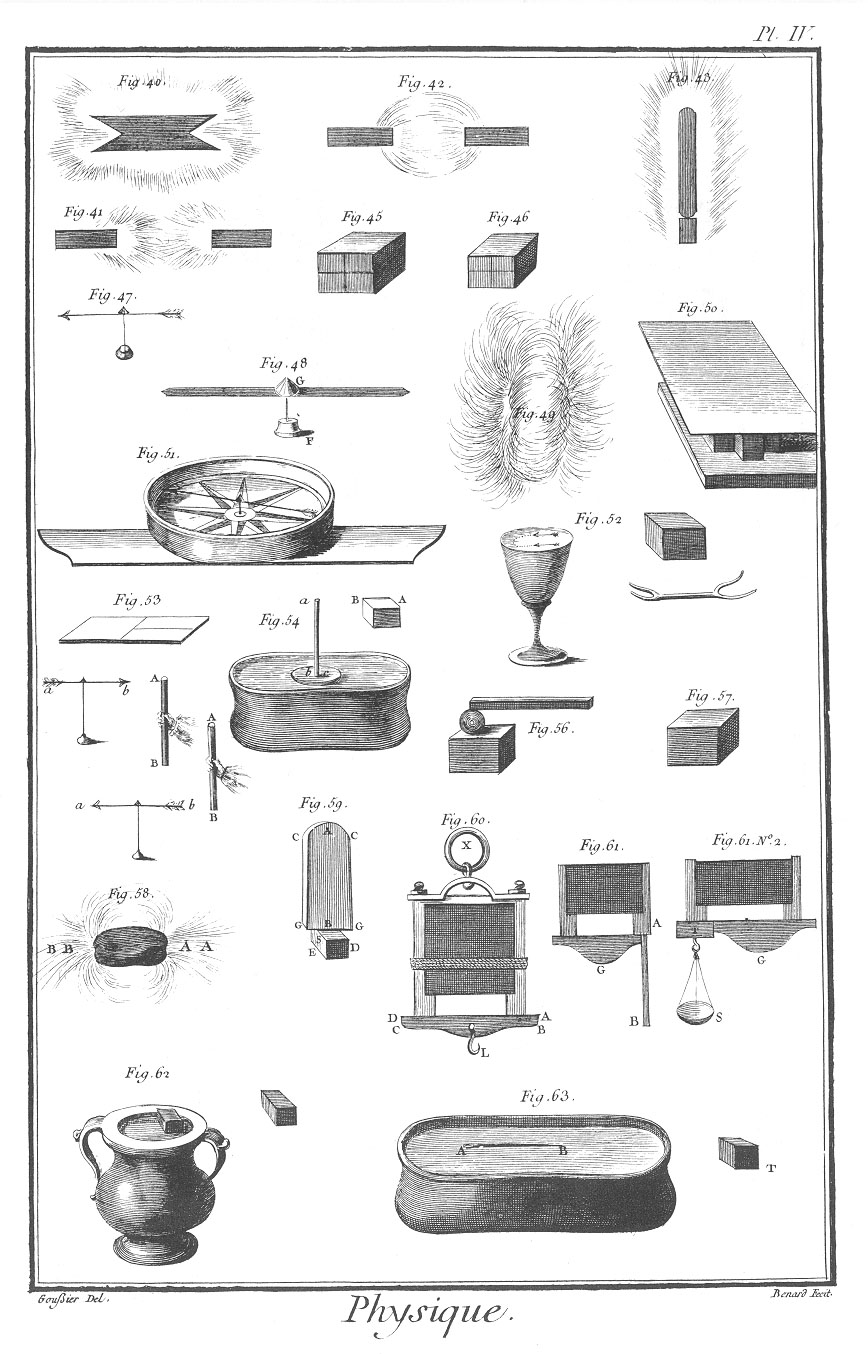 Pl. IV.
Fig. 40.
Fig. 42.
Fig. 43.
Fig. 41
Fig. 45
Fig. 46
Fig. 47.
Fig. 48
G
F
Fig. 49
Fig. 50.
Fig. 51.
Fig. 52
Fig. 53
Fig. 54
a
B A
b c
a b
A
B
A
B
a b
Fig. 56.
Fig. 57.
Fig. 58.
B B A A
Fig. 59.
C A C
G B G
S
E D
Fig. 60.
X
D A
C B
L
Fig. 61.
A
G
B
Fig. 61. No. 2.
T
G
S
Fig. 62
Fig. 63.
A B
T
Goussier Del.
Benard Fecit
Physique.